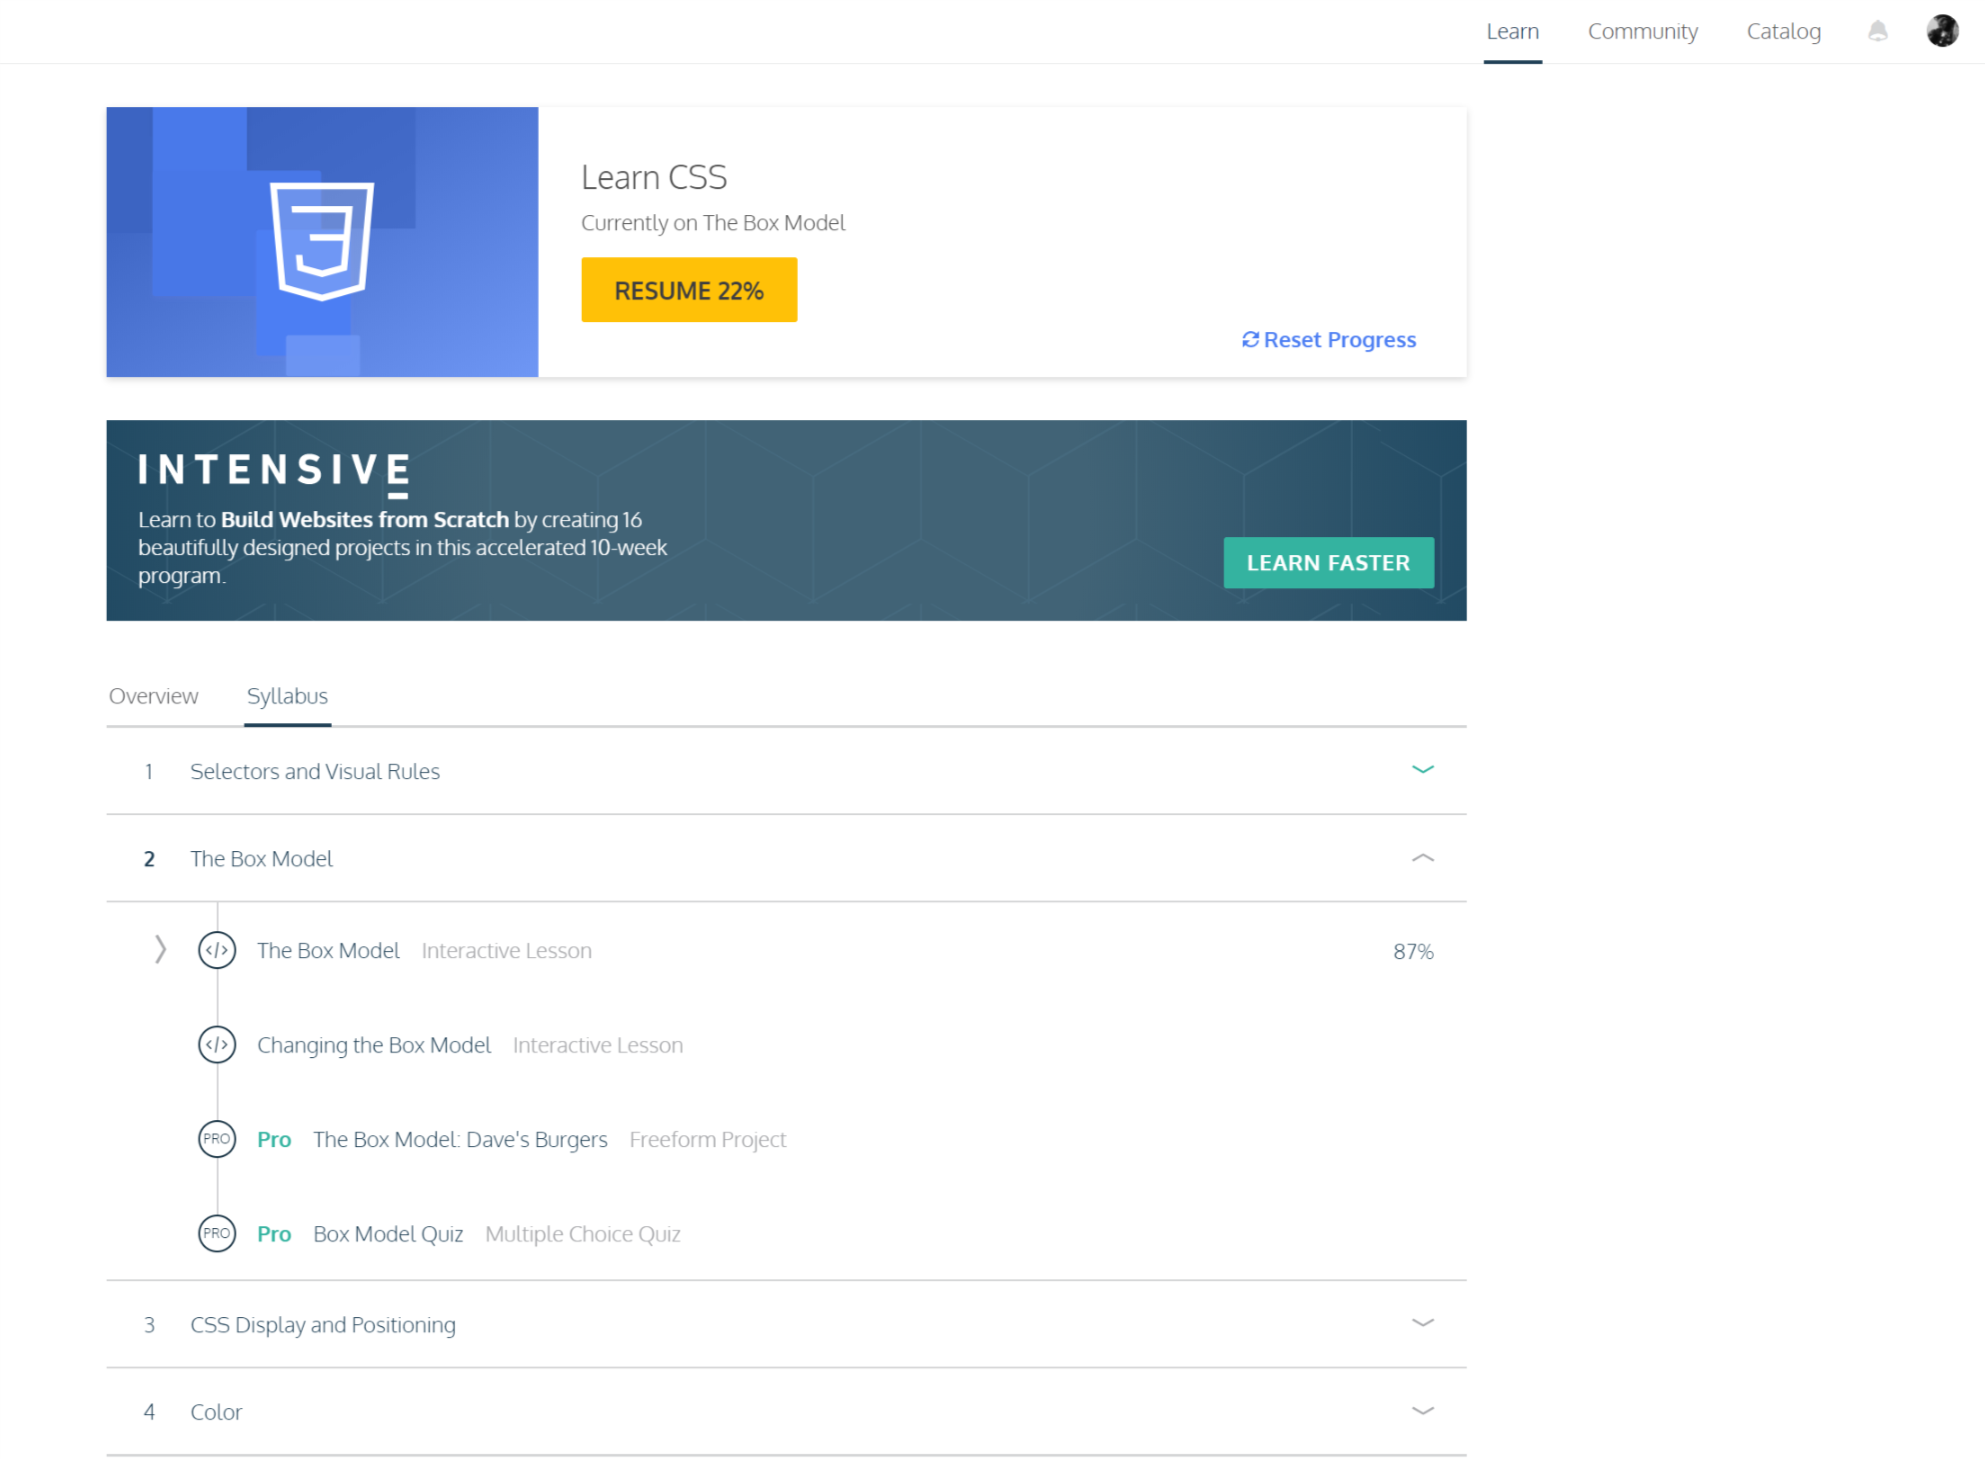 Learn Community Catalog
Learn CSS
Currently on The Box Model
RESUME 22%
Reset Progress
INTENSIVE
Learn to Build Websites from Scratch by creating 16
beautifully designed projects in this accelerated 10-week
program.
LEARN FASTER
Overview Syllabus
1 Selectors and Visual Rules
2 The Box Model
</> The Box Model Interactive Lesson 87%
</> Changing the Box Model Interactive Lesson
PRO Pro The Box Model: Dave's Burgers Freeform Project
PRO Pro Box Model Quiz Multiple Choice Quiz
3 CSS Display and Positioning
4 Color